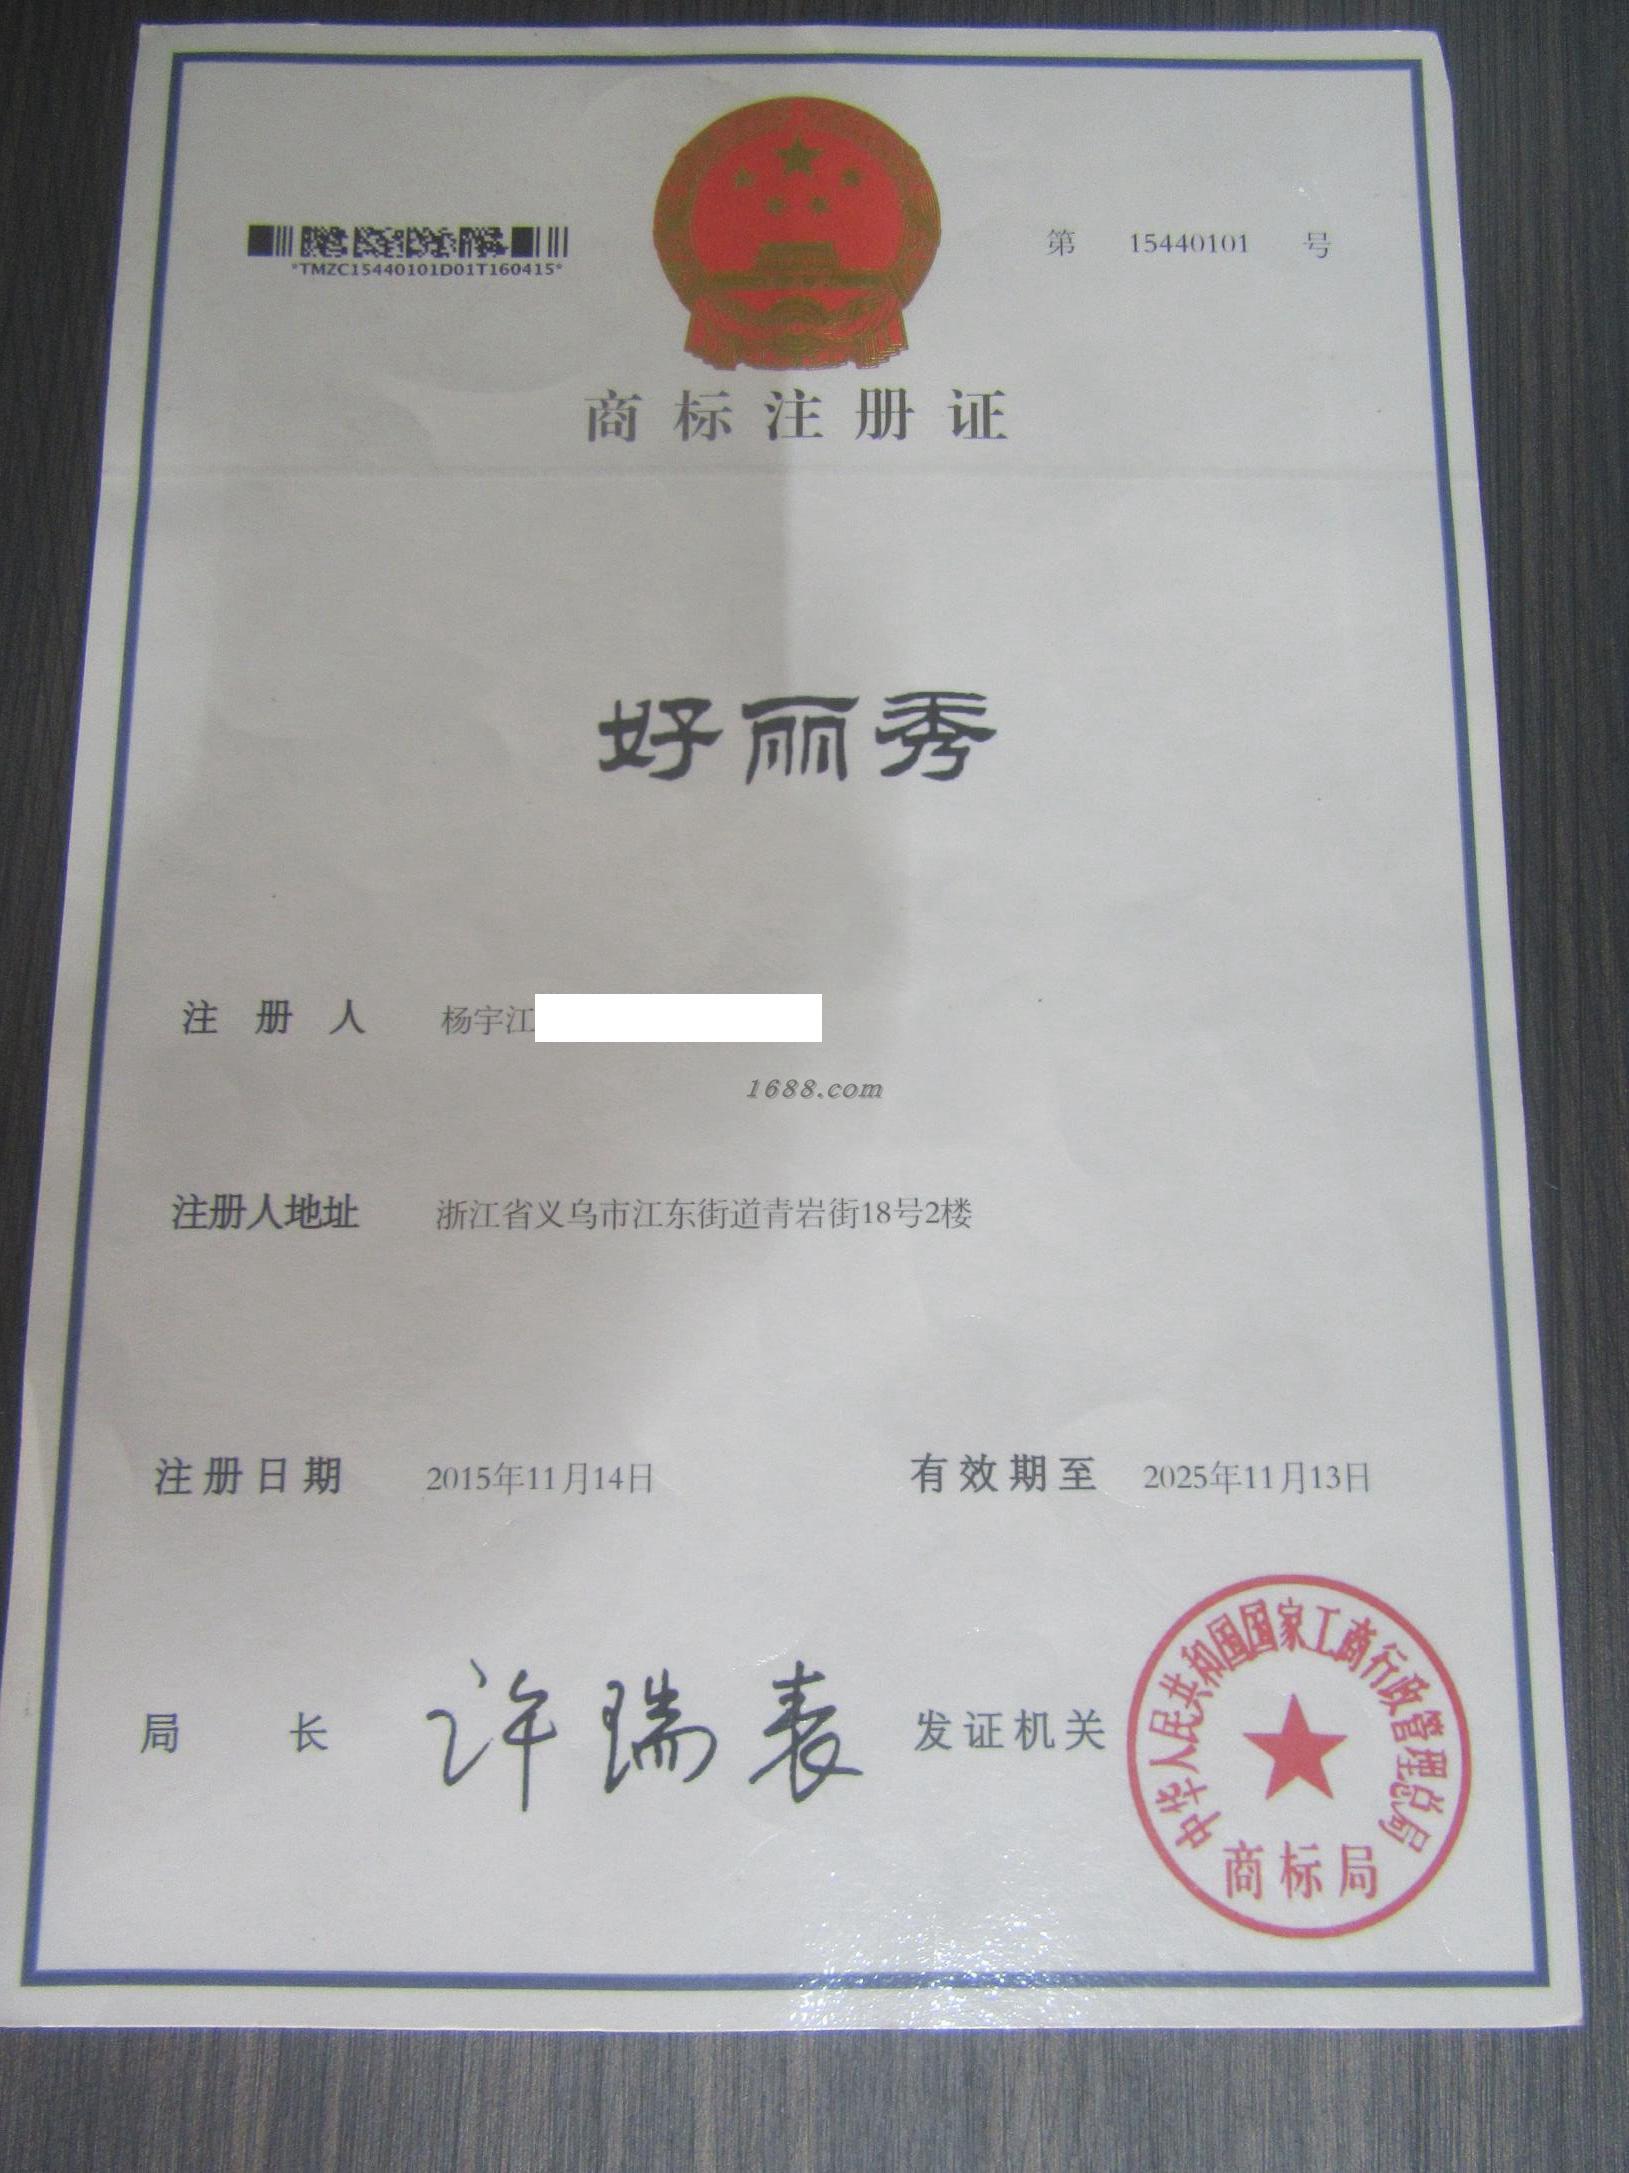 *TMZC15440101D01T160415*
第 15440101 号
商标注册证
好丽秀
注册人 杨宇江
1688.com
注册人地址 浙江省义乌市江东街道青岩街18号2楼
注册日期 2015年11月14日 有效期至 2025年11月13日
局长 许瑞表 发证机关
中华人民共和国国家工商行政管理总局
商标局